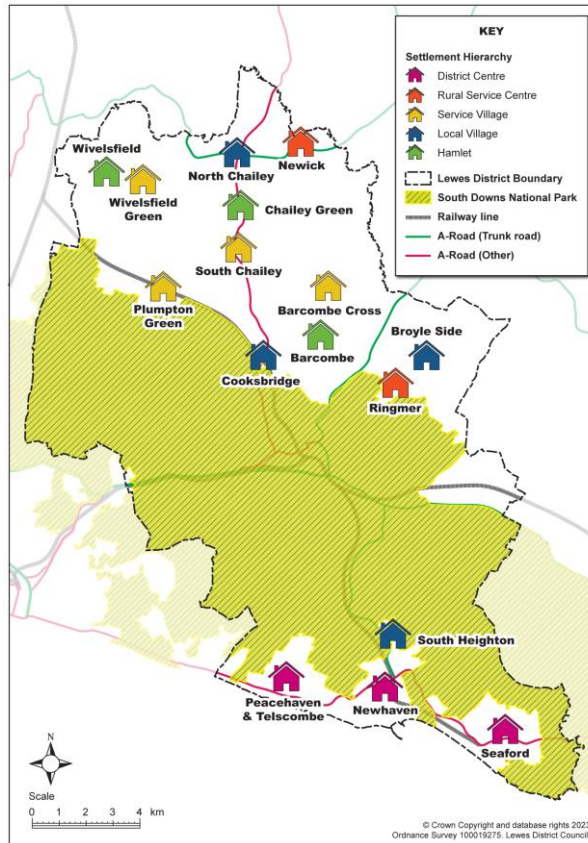 KEY
Settlement Hierarchy
District Centre
Rural Service Centre
Service Village
Local Village
Hamlet
Lewes District Boundary
South Downs National Park
Railway line
A-Road (Trunk road)
A-Road (Other)
Wivelsfield
Wivelsfield
Green
North Chailey
Newick
Chailey Green
South Chailey
Plumpton
Green
Barcombe Cross
Barcombe
Broyle Side
Cooksbridge
Ringmer
South Heighton
Peacehaven
& Telscombe
Newhaven
Seaford
N
Scale
0 1 2 3 4 km
© Crown Copyright and database rights 2023
Ordnance Survey 100019275. Lewes District Council